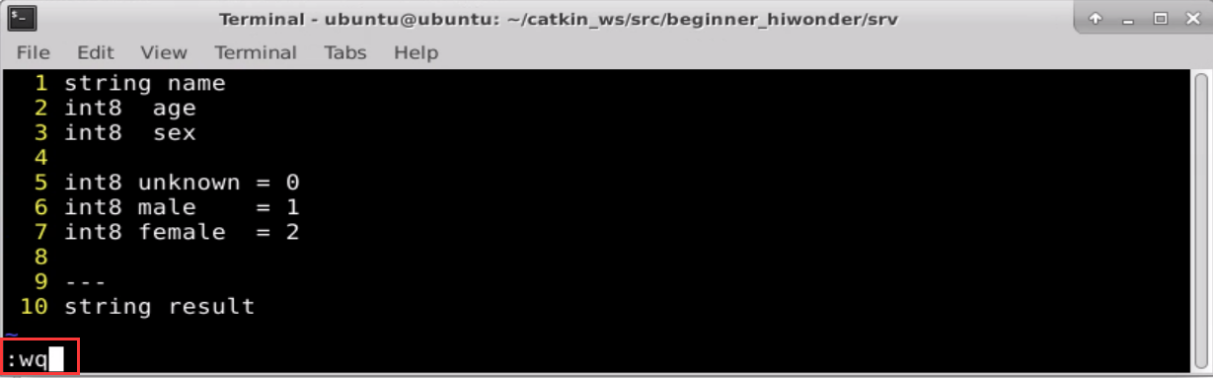 Terminal - ubuntu@ubuntu: ~/catkin_ws/src/beginner_hiwonder/srv
File Edit View Terminal Tabs Help
1 string name
2 int8  age
3 int8  sex
4
5 int8 unknown = 0
6 int8 male    = 1
7 int8 female  = 2
8
9 ---
10 string result
~
:wq